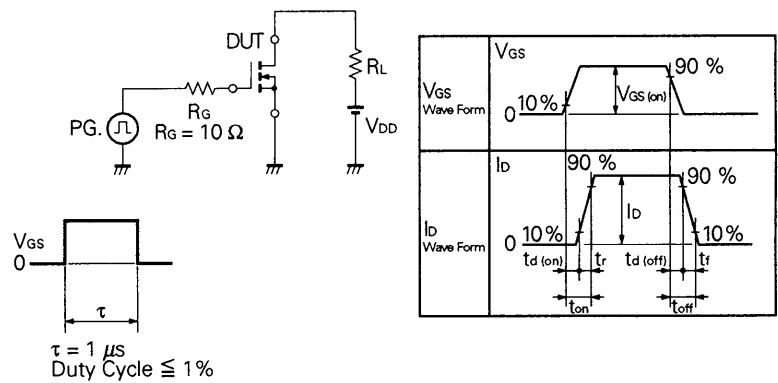 DUT
RL
RG
PG.
RG = 10 Ω
VDD
VGS
0
τ
τ = 1 μs
Duty Cycle ≦ 1%
VGS
Wave Form
VGS
90 %
10%
VGS (on)
0
ID
Wave Form
ID
90 %
90 %
ID
0
10%
10%
td (on)
tr
td (off)
tf
ton
toff